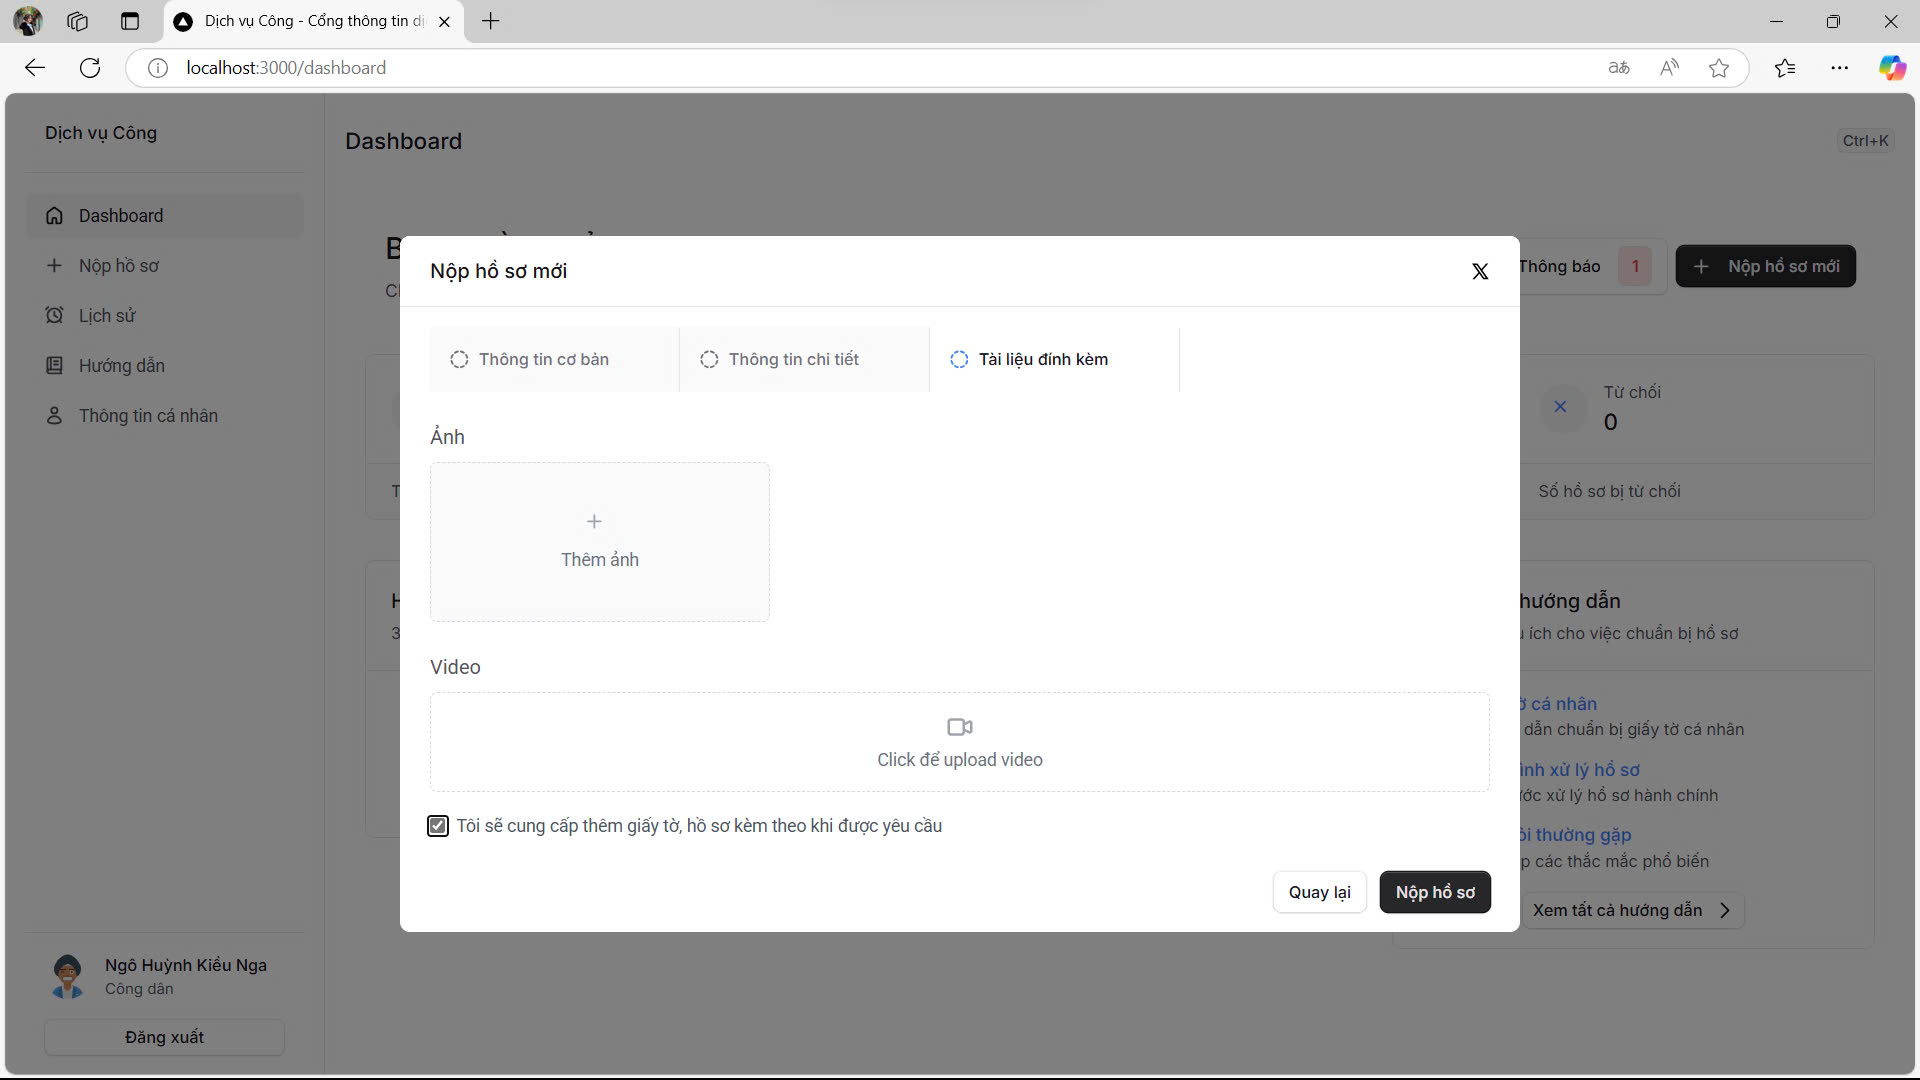 Dịch vụ Công - Cổng thông tin
localhost:3000/dashboard
Dịch vụ Công
Dashboard
Ctrl+K
Dashboard
Nộp hồ sơ
Lịch sử
Hướng dẫn
Thông tin cá nhân
Thông báo
1
Nộp hồ sơ mới
Nộp hồ sơ mới
Thông tin cơ bản
Thông tin chi tiết
Tài liệu đính kèm
Từ chối
0
Số hồ sơ bị từ chối
Ảnh
Thêm ảnh
Video
Click để upload video
Tôi sẽ cung cấp thêm giấy tờ, hồ sơ kèm theo khi được yêu cầu
Quay lại
Nộp hồ sơ
hướng dẫn
ích cho việc chuẩn bị hồ sơ
cá nhân
dẫn chuẩn bị giấy tờ cá nhân
xử lý hồ sơ
xử lý hồ sơ hành chính
thường gặp
các thắc mắc phổ biến
Xem tất cả hướng dẫn
Ngô Huỳnh Kiều Nga
Công dân
Đăng xuất